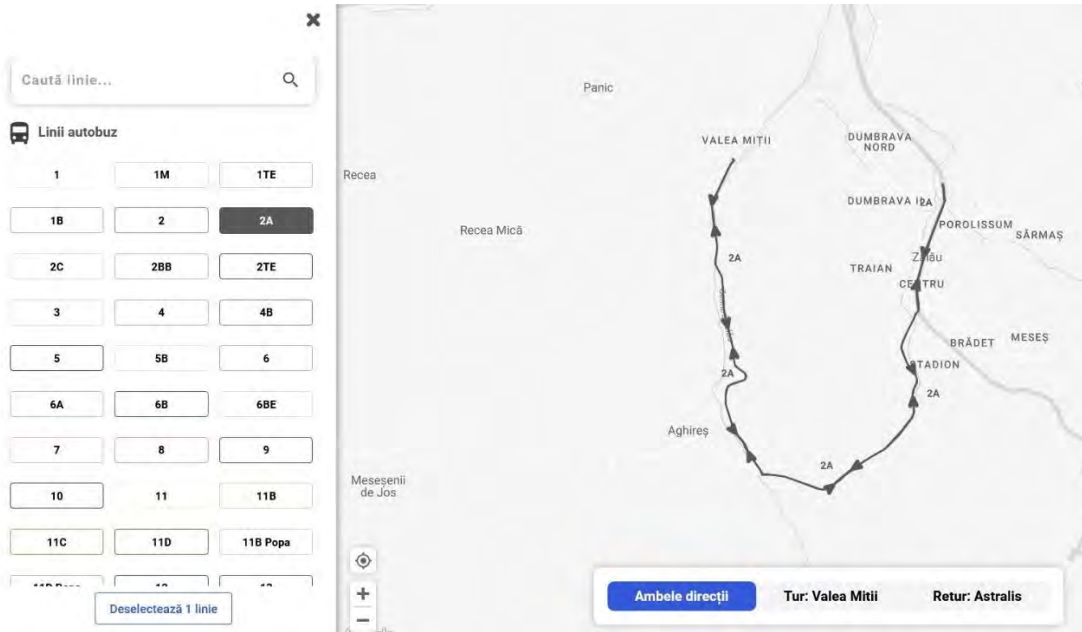 Caută linie...
Linii autobuz
1 1M 1TE
1B 2 2A
2C 2BB 2TE
3 4 4B
5 5B 6
6A 6B 6BE
7 8 9
10 11 11B
11C 11D 11B Popa
Deselectează 1 linie
Panic
VALEA MIȚII
DUMBRAVA
NORD
Recea
DUMBRAVA
2A
POROLISSUM
SĂRMAȘ
Recea Mică
2A
TRAIAN
BRĂDET
MESEȘ
STADION
2A
2A
Aghireș
2A
Meseșenii
de Jos
+
−
Ambele direcții Tur: Valea Mitii Retur: Astralis